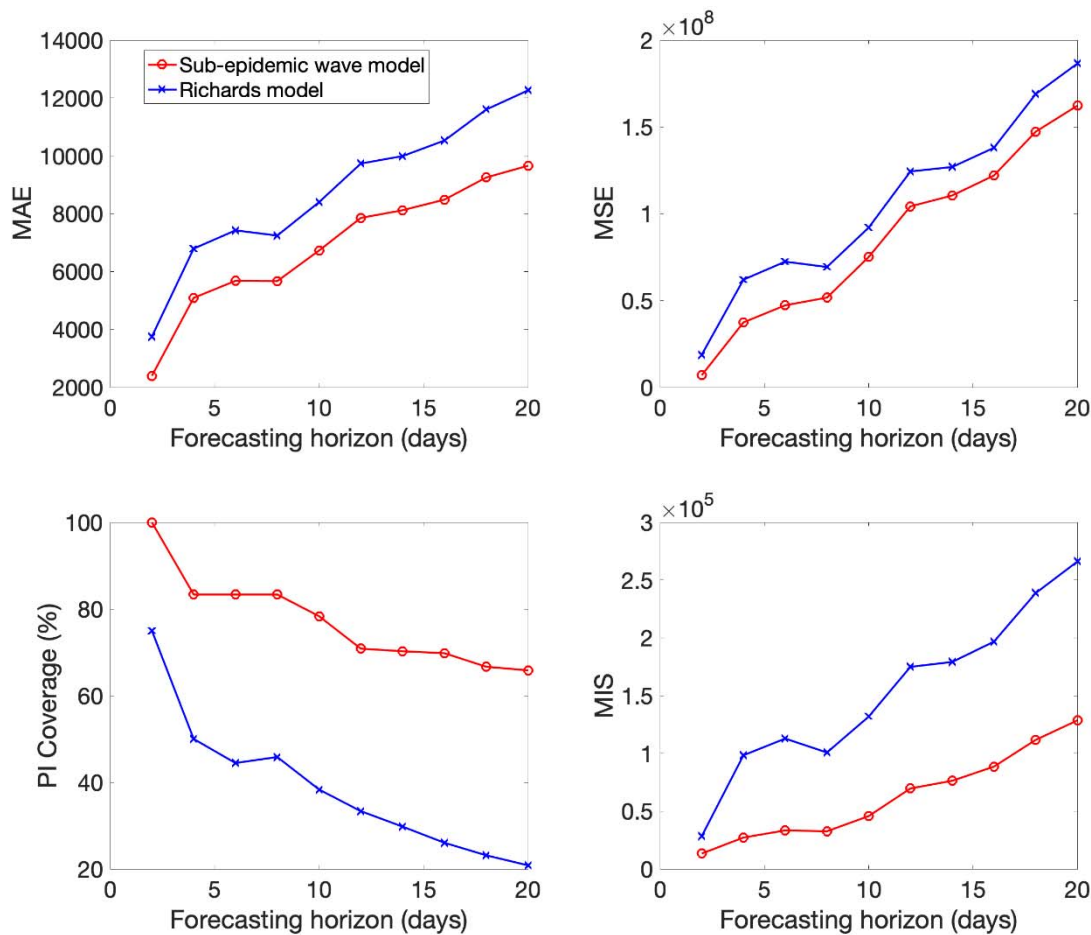 14000
12000
10000
8000
6000
4000
2000
MAE
Sub-epidemic wave model
Richards model
0 5 10 15 20
Forecasting horizon (days)
×10^8
2
1.5
1
0.5
0
MSE
0 5 10 15 20
Forecasting horizon (days)
100
80
60
40
20
PI Coverage (%)
0 5 10 15 20
Forecasting horizon (days)
×10^5
3
2.5
2
1.5
1
0.5
0
MIS
0 5 10 15 20
Forecasting horizon (days)